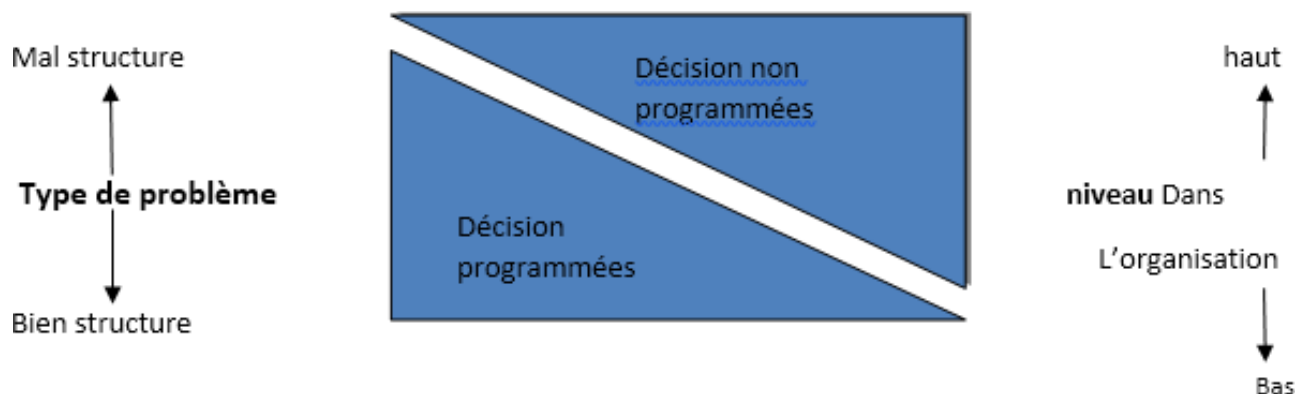 Mal structure
Type de problème
Bien structure
Décision non
programmées
Décision
programmées
haut
niveau Dans
L'organisation
Bas